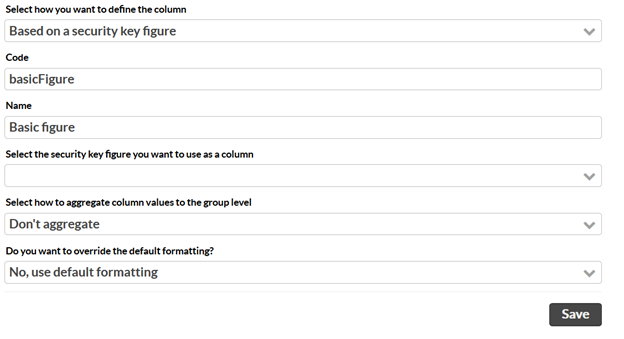 Select how you want to define the column
Based on a security key figure
Code
basicFigure
Name
Basic figure
Select the security key figure you want to use as a column
Select how to aggregate column values to the group level
Don't aggregate
Do you want to override the default formatting?
No, use default formatting
Save